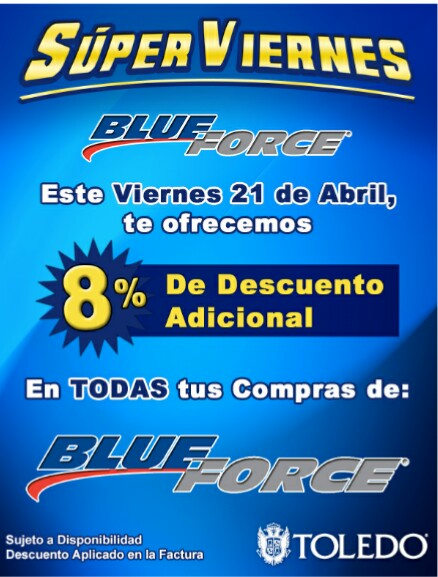 SÚPER VIERNES
BLUE FORCE®
Este Viernes 21 de Abril,
te ofrecemos
8% De Descuento
Adicional
En TODAS tus Compras de:
BLUE FORCE®
Sujeto a Disponibilidad
Descuento Aplicado en la Factura
TOLEDO